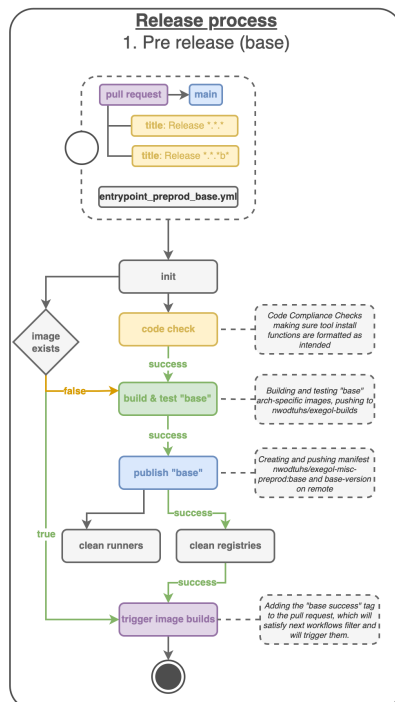 Release process
1. Pre release (base)
pull request
main
title: Release "*.*.*"
title: Release "*.*.*b"
entrypoint_preprod_base.yml
init
image
exists
code check
Code Compliance Checks
making sure tool install
functions are formatted as
intended
success
false
build & test "base"
Building and testing "base"
arch-specific images, pushing to
nwodtuhs/exegol-builds
success
publish "base"
Creating and pushing manifest
nwodtuhs/exegol-misc-
preprod:base and base-version
on remote
success
true
clean runners
clean registries
success
trigger image builds
Adding the "base success" tag
to the pull request, which will
satisfy next workflows filter and
will trigger them.